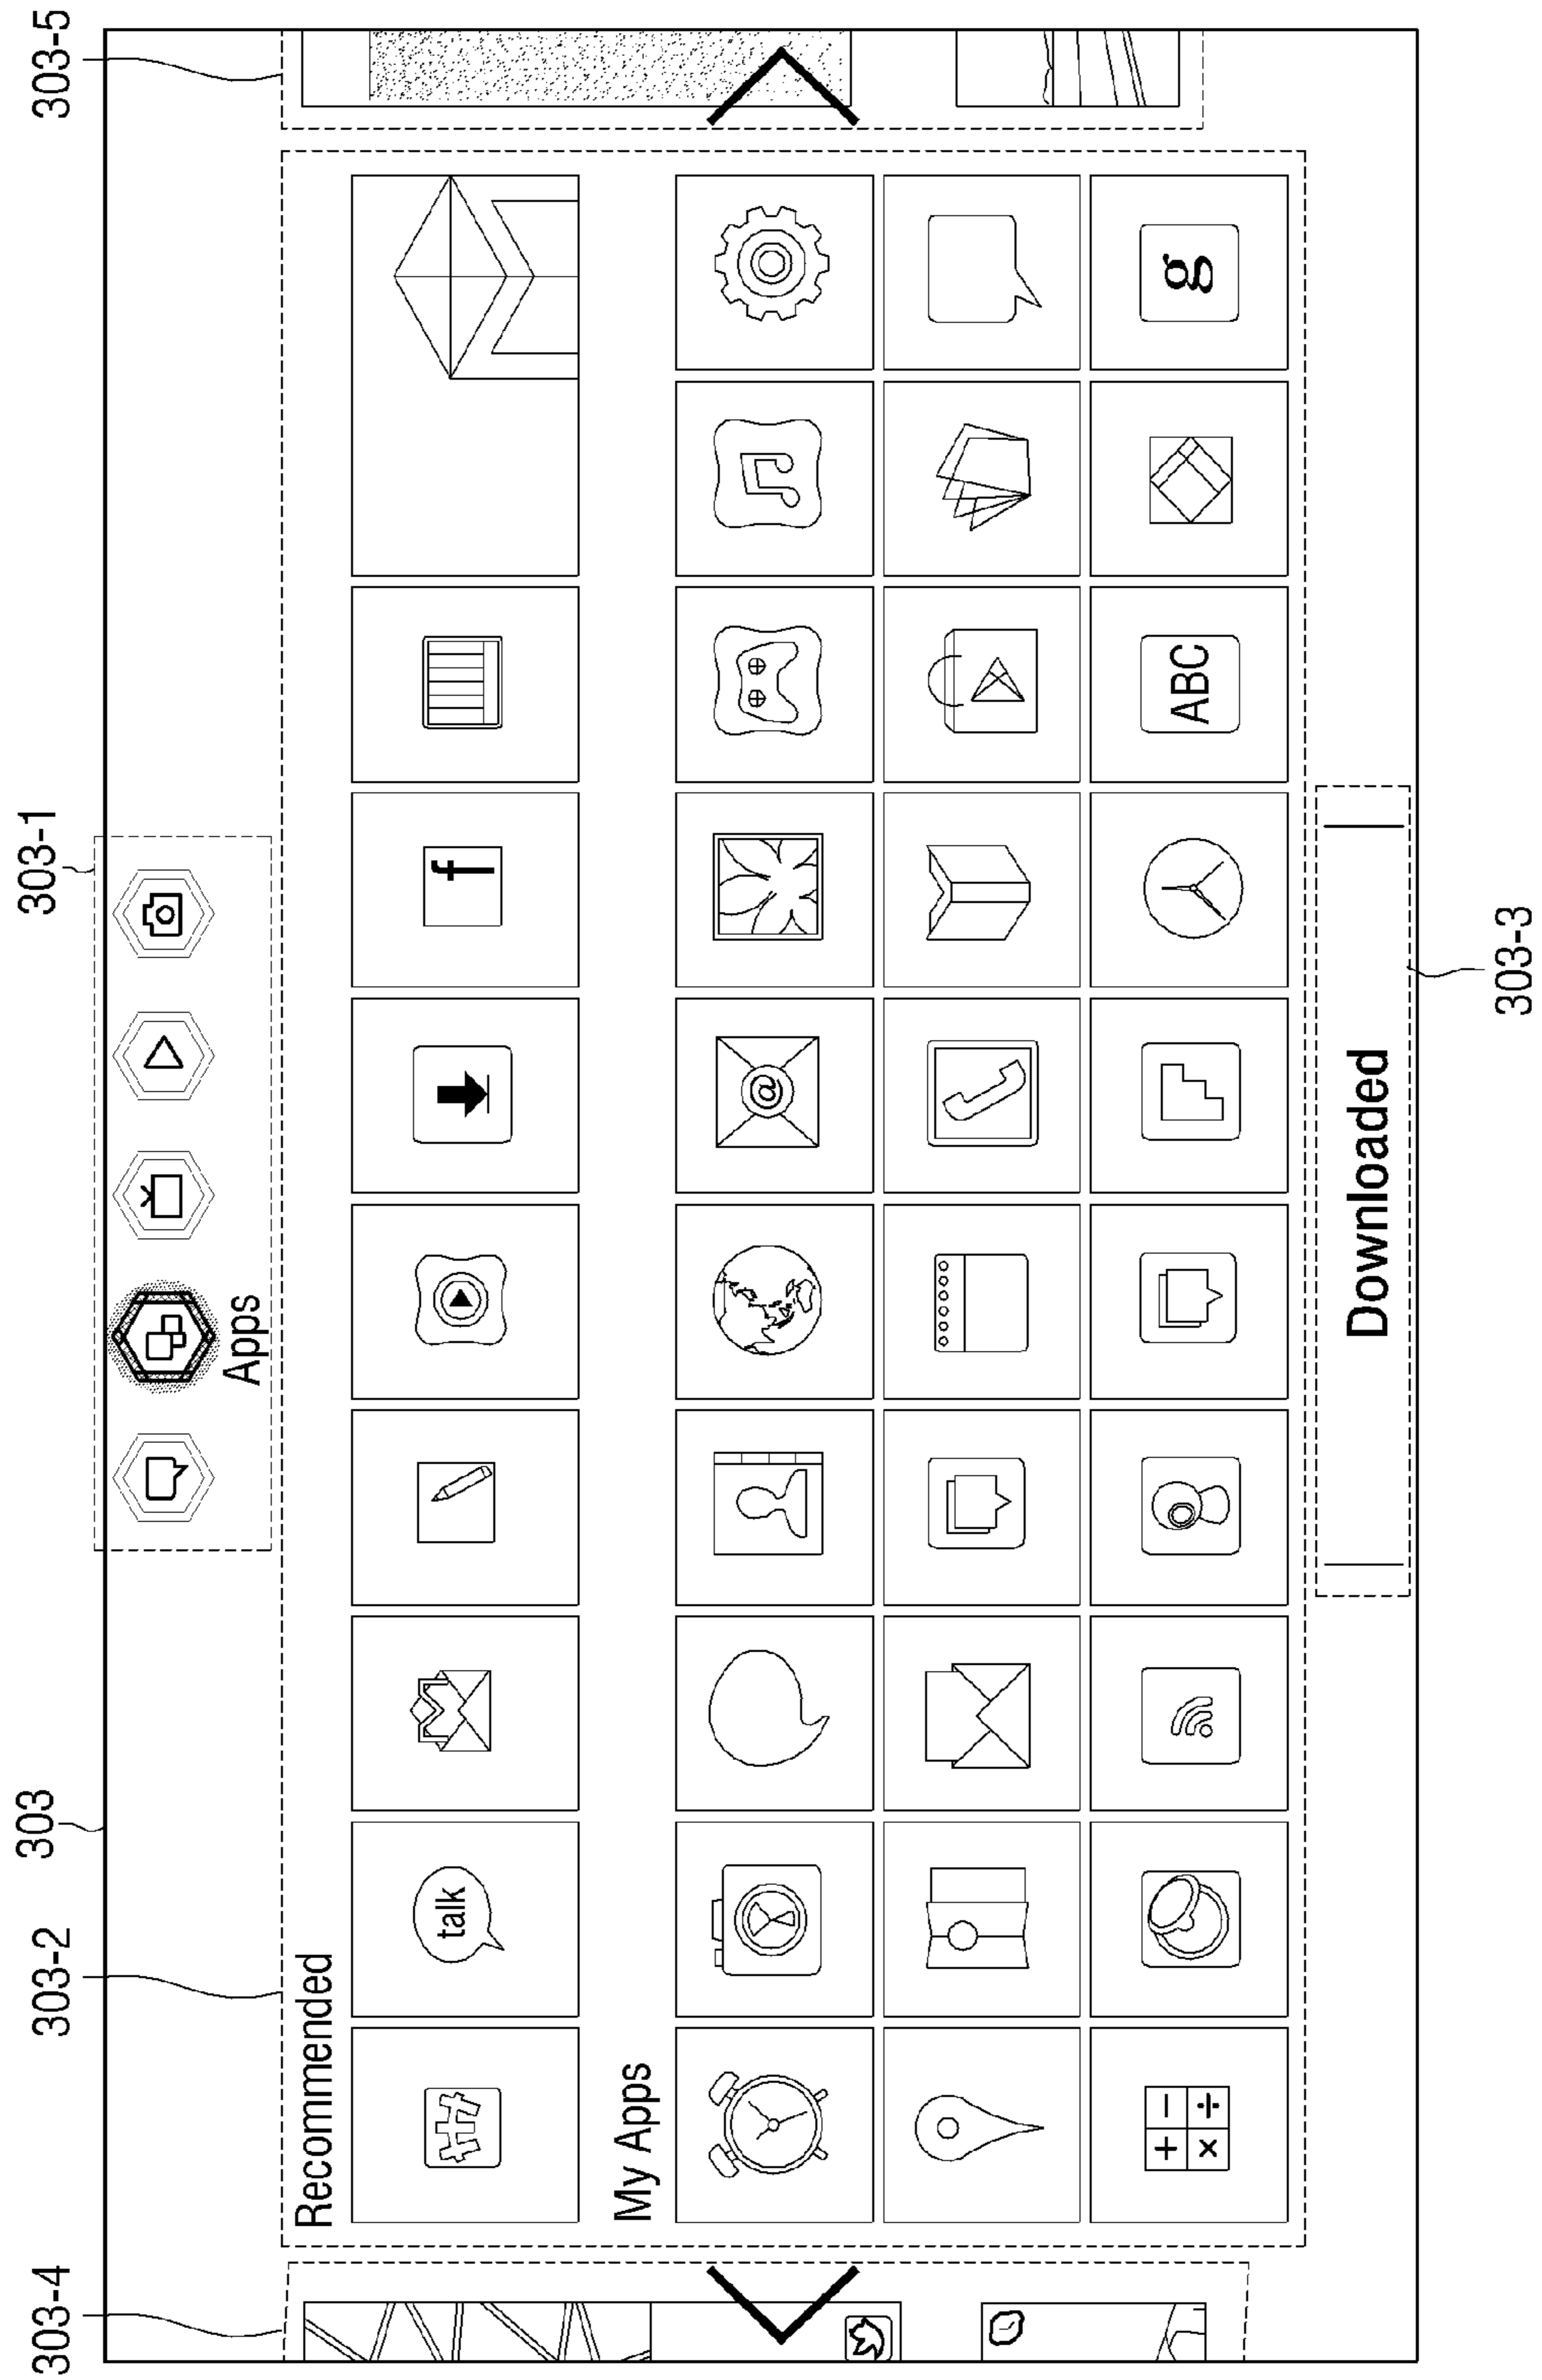 303
303-1
303-5
303-2
303-4
Apps
Recommended
talk
f
My Apps
@
ABC
g
+ −
× ÷
Downloaded
303-3